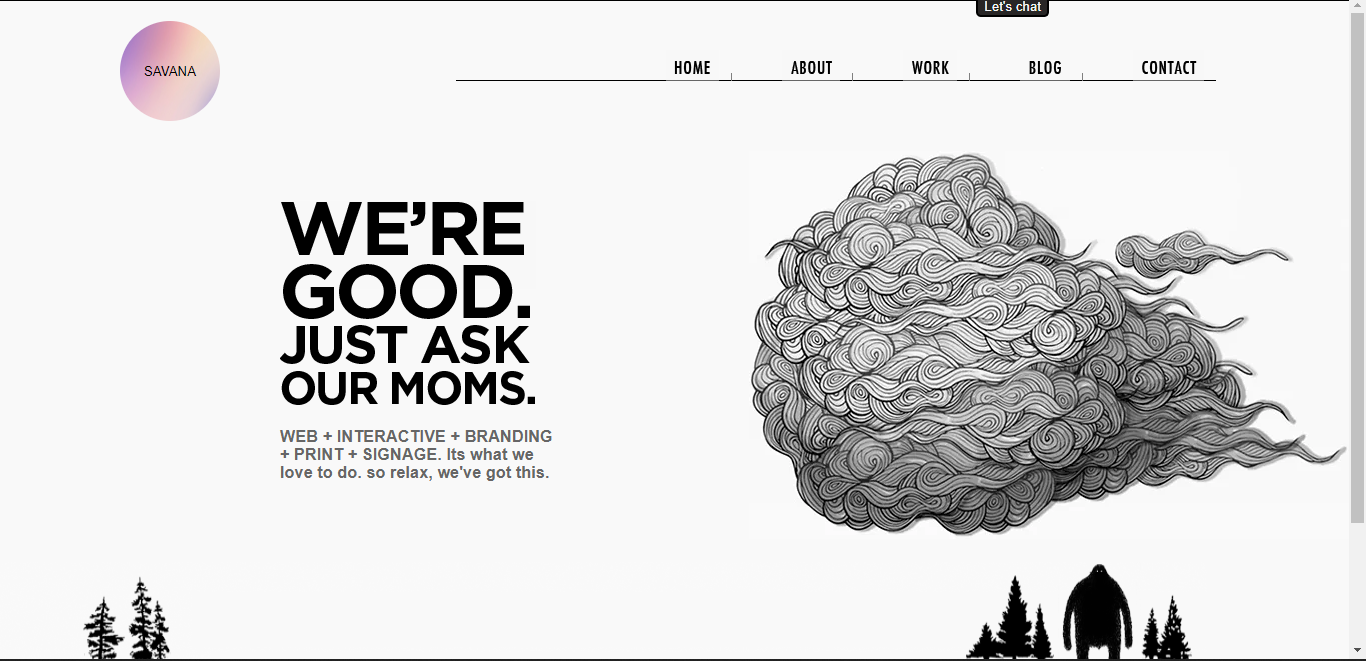 Let's chat
SAVANA
HOME ABOUT WORK BLOG CONTACT
WE’RE
GOOD.
JUST ASK
OUR MOMS.
WEB + INTERACTIVE + BRANDING
+ PRINT + SIGNAGE. Its what we
love to do. so relax, we've got this.